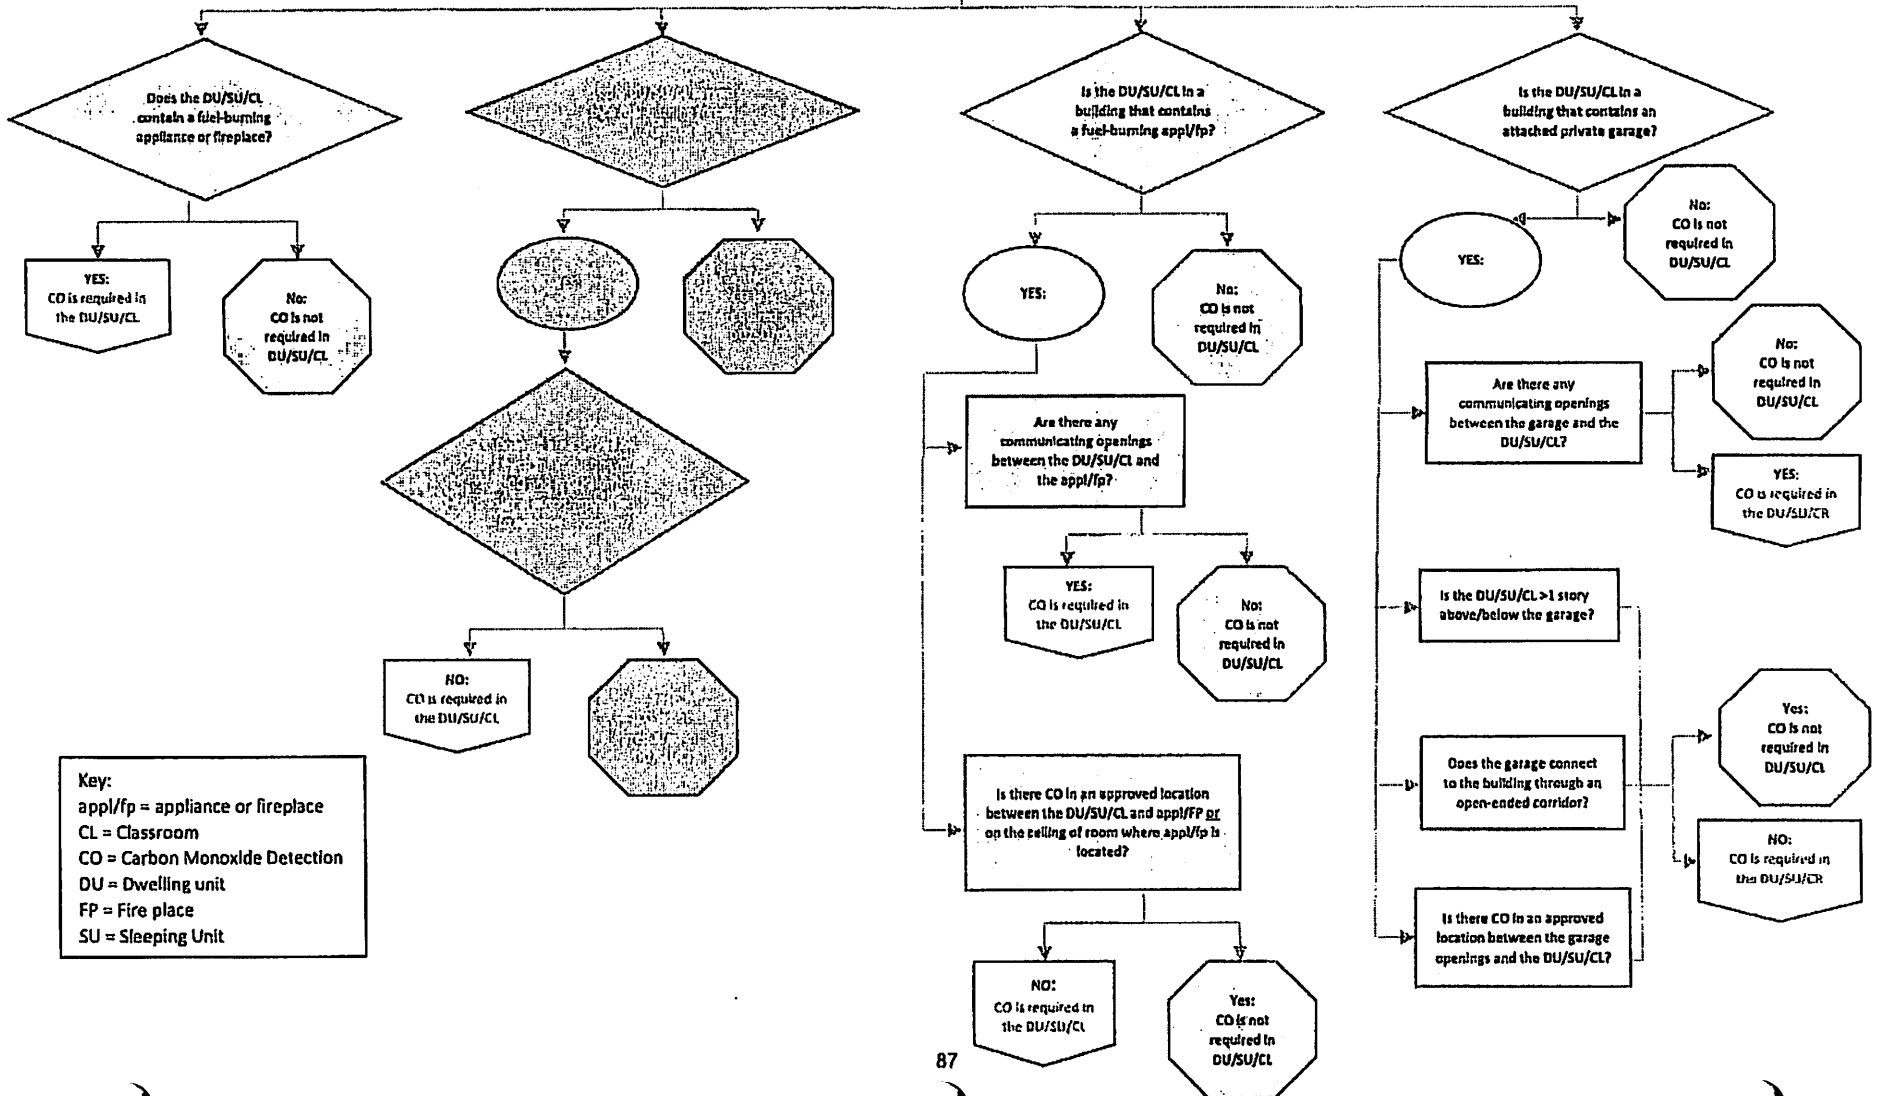 Does the DU/SU/CL
contain a fuel-burning
appliance or fireplace?
YES:
CO is required in
the DU/SU/CL
No:
CO is not
required in
DU/SU/CL
NO:
CO is required in
the DU/SU/CL
Is the DU/SU/CL in a
building that contains
a fuel-burning appl/fp?
YES:
No:
CO is not
required in
DU/SU/CL
Are there any
communicating openings
between the DU/SU/CL and
the appl/fp?
YES:
CO is required in
the DU/SU/CL
No:
CO is not
required in
DU/SU/CL
Is there CO in an approved location
between the DU/SU/CL and appl/FP or
on the ceiling of room where appl/fp is
located?
NO:
CO is required in
the DU/SU/CL
Yes:
CO is not
required in
DU/SU/CL
Is the DU/SU/CL in a
building that contains an
attached private garage?
YES:
No:
CO is not
required in
DU/SU/CL
Are there any
communicating openings
between the garage and the
DU/SU/CL?
No:
CO is not
required in
DU/SU/CL
YES:
CO is required in
the DU/SU/CR
Is the DU/SU/CL >1 story
above/below the garage?
Does the garage connect
to the building through an
open-ended corridor?
Is there CO in an approved
location between the garage
openings and the DU/SU/CL?
Yes:
CO is not
required in
DU/SU/CL
NO:
CO is required in
the DU/SU/CR
Key:
appl/fp = appliance or fireplace
CL = Classroom
CO = Carbon Monoxide Detection
DU = Dwelling unit
FP = Fire place
SU = Sleeping Unit
87